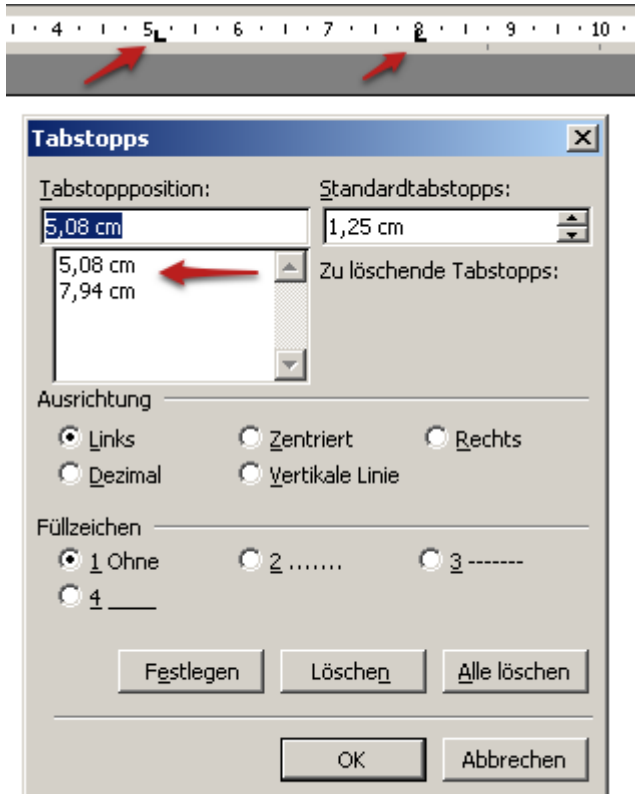 4 5 6 7 8 9 10
Tabstopps
Tabstoppposition: Standardtabstopps:
5,08 cm 1,25 cm
5,08 cm Zu löschende Tabstopps:
7,94 cm
Ausrichtung
Links Zentriert Rechts
Dezimal Vertikale Linie
Füllzeichen
1 Ohne 2 ....... 3 -------
4 ____
Festlegen Löschen Alle löschen
OK Abbrechen